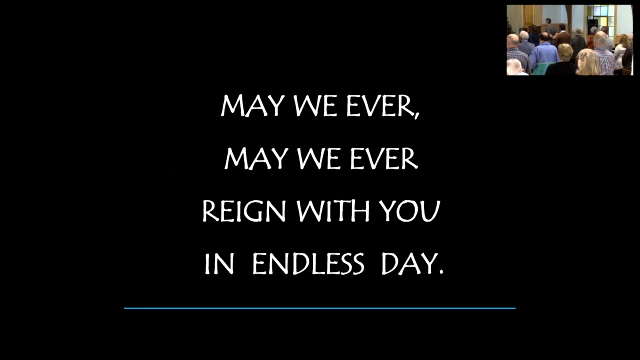 MAY WE EVER,
MAY WE EVER
REIGN WITH YOU
IN ENDLESS DAY.